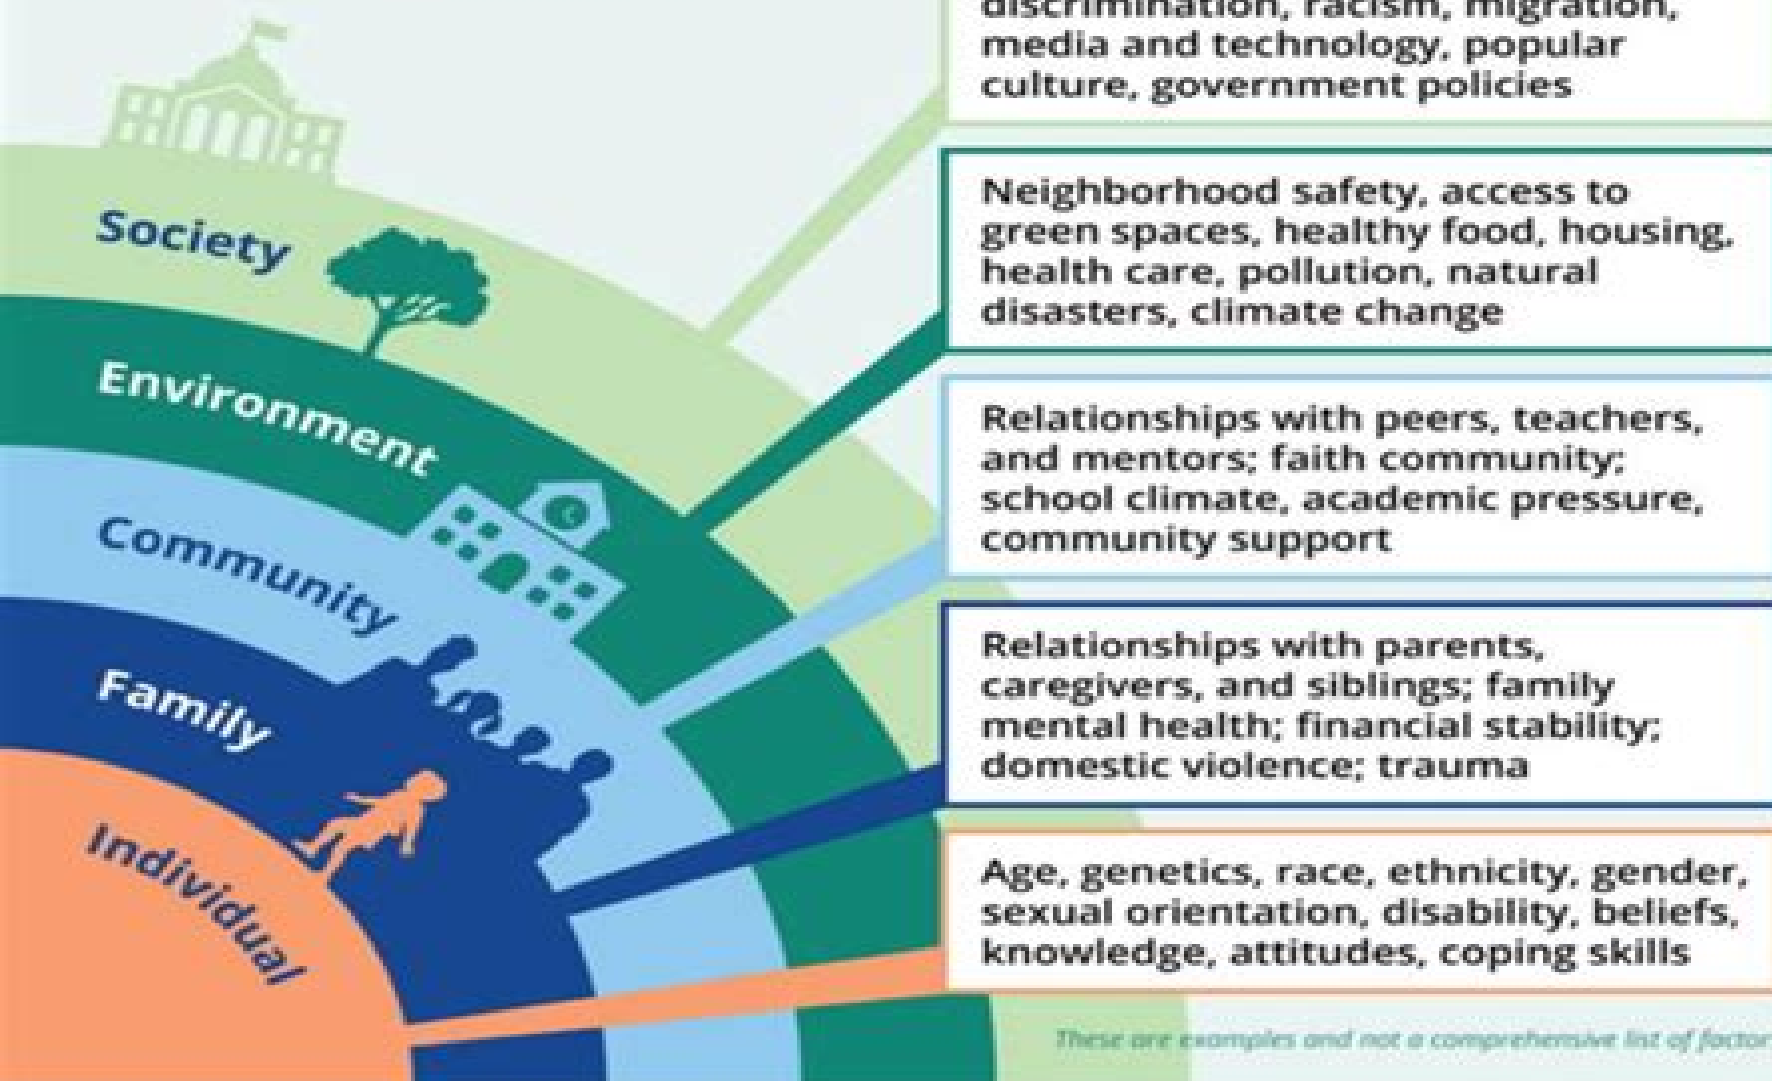 discrimination, racism, migration,
media and technology, popular
culture, government policies
Society
Neighborhood safety, access to
green spaces, healthy food, housing,
health care, pollution, natural
disasters, climate change
Environment
Relationships with peers, teachers,
and mentors; faith community;
school climate, academic pressure,
community support
Community
Relationships with parents,
caregivers, and siblings; family
mental health; financial stability;
domestic violence; trauma
Family
Age, genetics, race, ethnicity, gender,
sexual orientation, disability, beliefs,
knowledge, attitudes, coping skills
Individual
These are examples and not a comprehensive list of factor